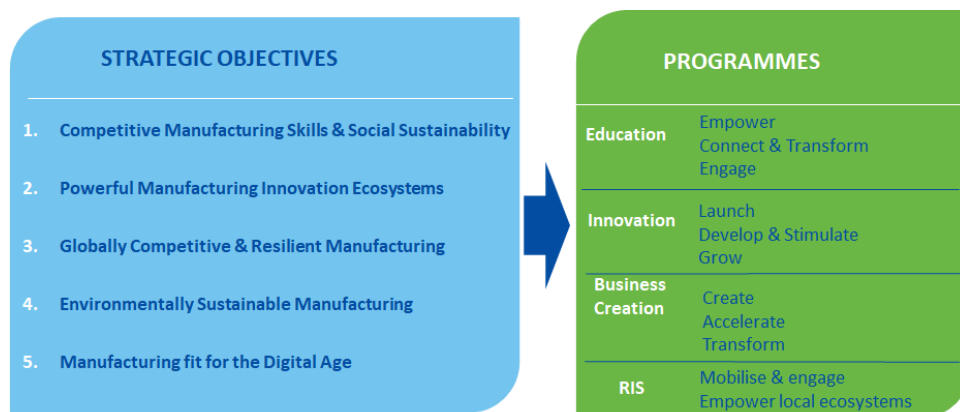 STRATEGIC OBJECTIVES
1. Competitive Manufacturing Skills & Social Sustainability
2. Powerful Manufacturing Innovation Ecosystems
3. Globally Competitive & Resilient Manufacturing
4. Environmentally Sustainable Manufacturing
5. Manufacturing fit for the Digital Age
PROGRAMMES
Education
Empower
Connect & Transform
Engage
Innovation
Launch
Develop & Stimulate
Grow
Business
Creation
Create
Accelerate
Transform
RIS
Mobilise & engage
Empower local ecosystems